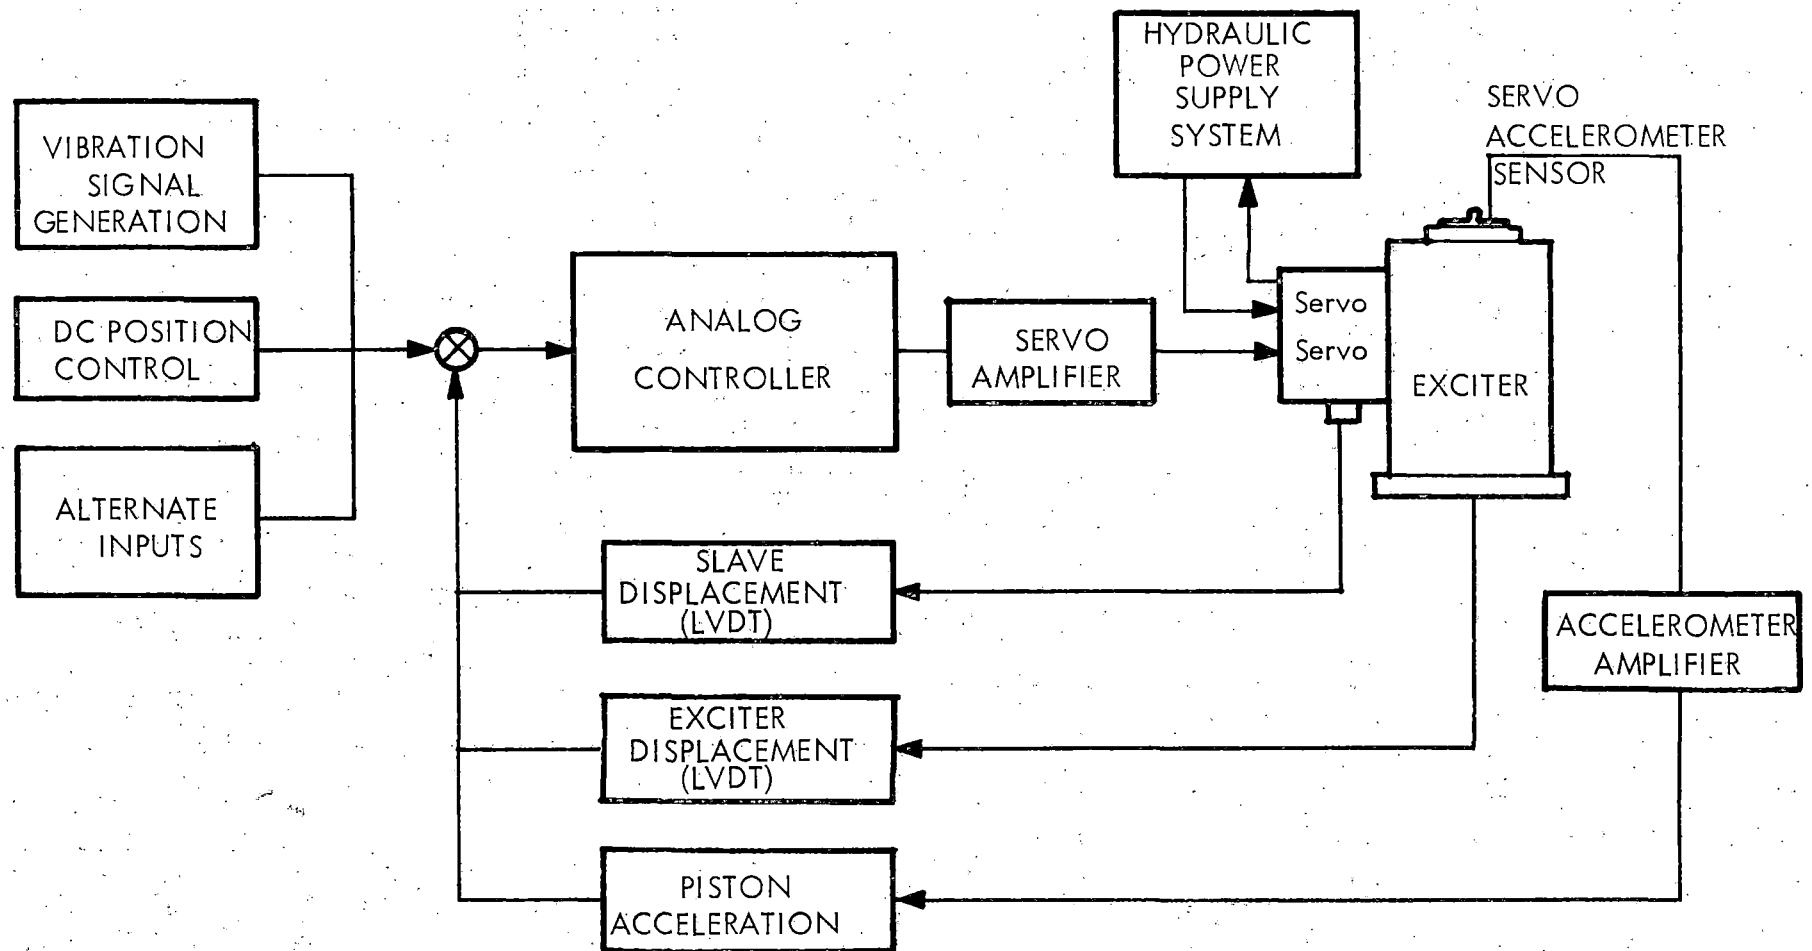 HYDRAULIC
POWER
SUPPLY
SYSTEM
SERVO
ACCELEROMETER
SENSOR
VIBRATION
SIGNAL
GENERATION
DC POSITION
CONTROL
ALTERNATE
INPUTS
ANALOG
CONTROLLER
SERVO
AMPLIFIER
Servo
Servo
EXCITER
SLAVE
DISPLACEMENT
(LVDT)
EXCITER
DISPLACEMENT
(LVDT)
PISTON
ACCELERATION
ACCELEROMETER
AMPLIFIER